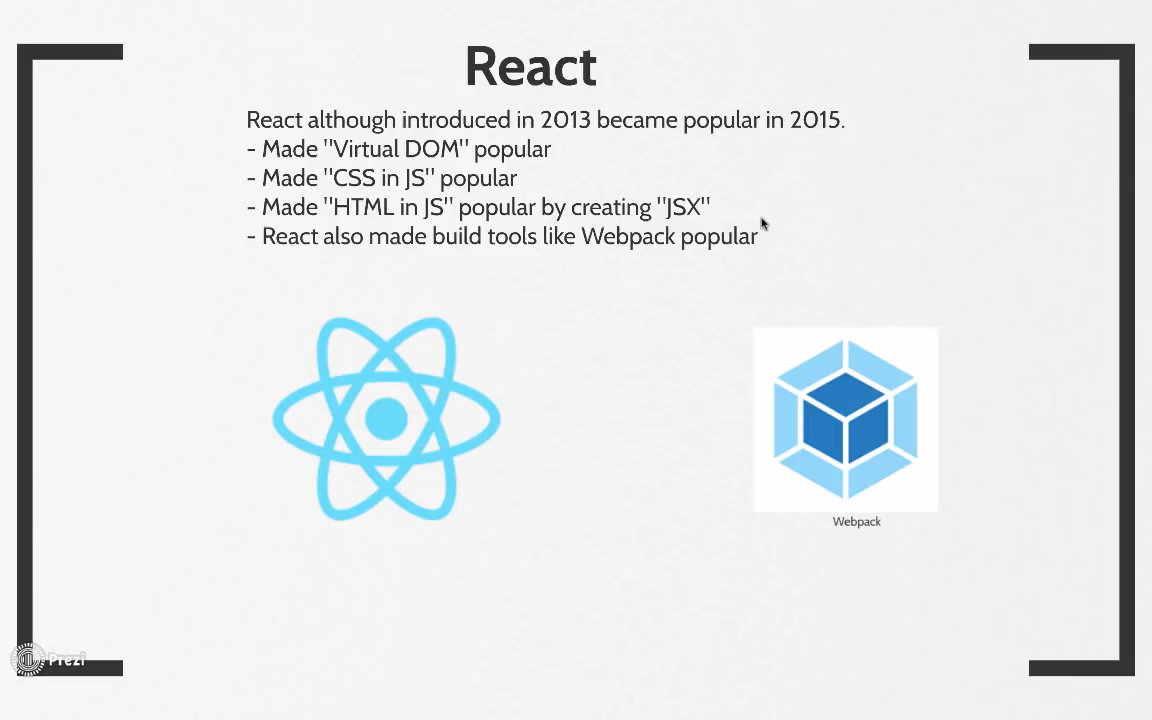 React
React although introduced in 2013 became popular in 2015.
- Made "Virtual DOM" popular
- Made "CSS in JS" popular
- Made "HTML in JS" popular by creating "JSX"
- React also made build tools like Webpack popular
Webpack
Prezi